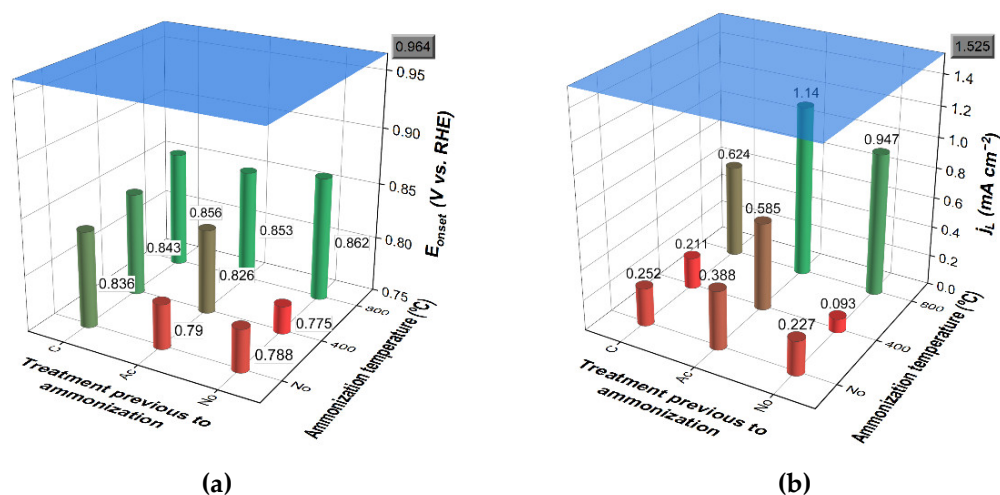 0.964
0.95
0.90
0.85
0.80
0.75
E_onset (V vs. RHE)
0.856
0.853
0.862
0.843
0.826
0.775
0.836
0.79
0.788
C
Ac
No
Treatment previous to
ammonization
No
400
800
Ammonization temperature (ºC)
(a)
1.525
1.4
1.2
1.0
0.8
0.6
0.4
0.2
0.0
j_L (mA cm⁻²)
1.14
0.947
0.624
0.585
0.211
0.388
0.252
0.093
0.227
C
Ac
No
Treatment previous to
ammonization
No
400
800
Ammonization temperature (ºC)
(b)